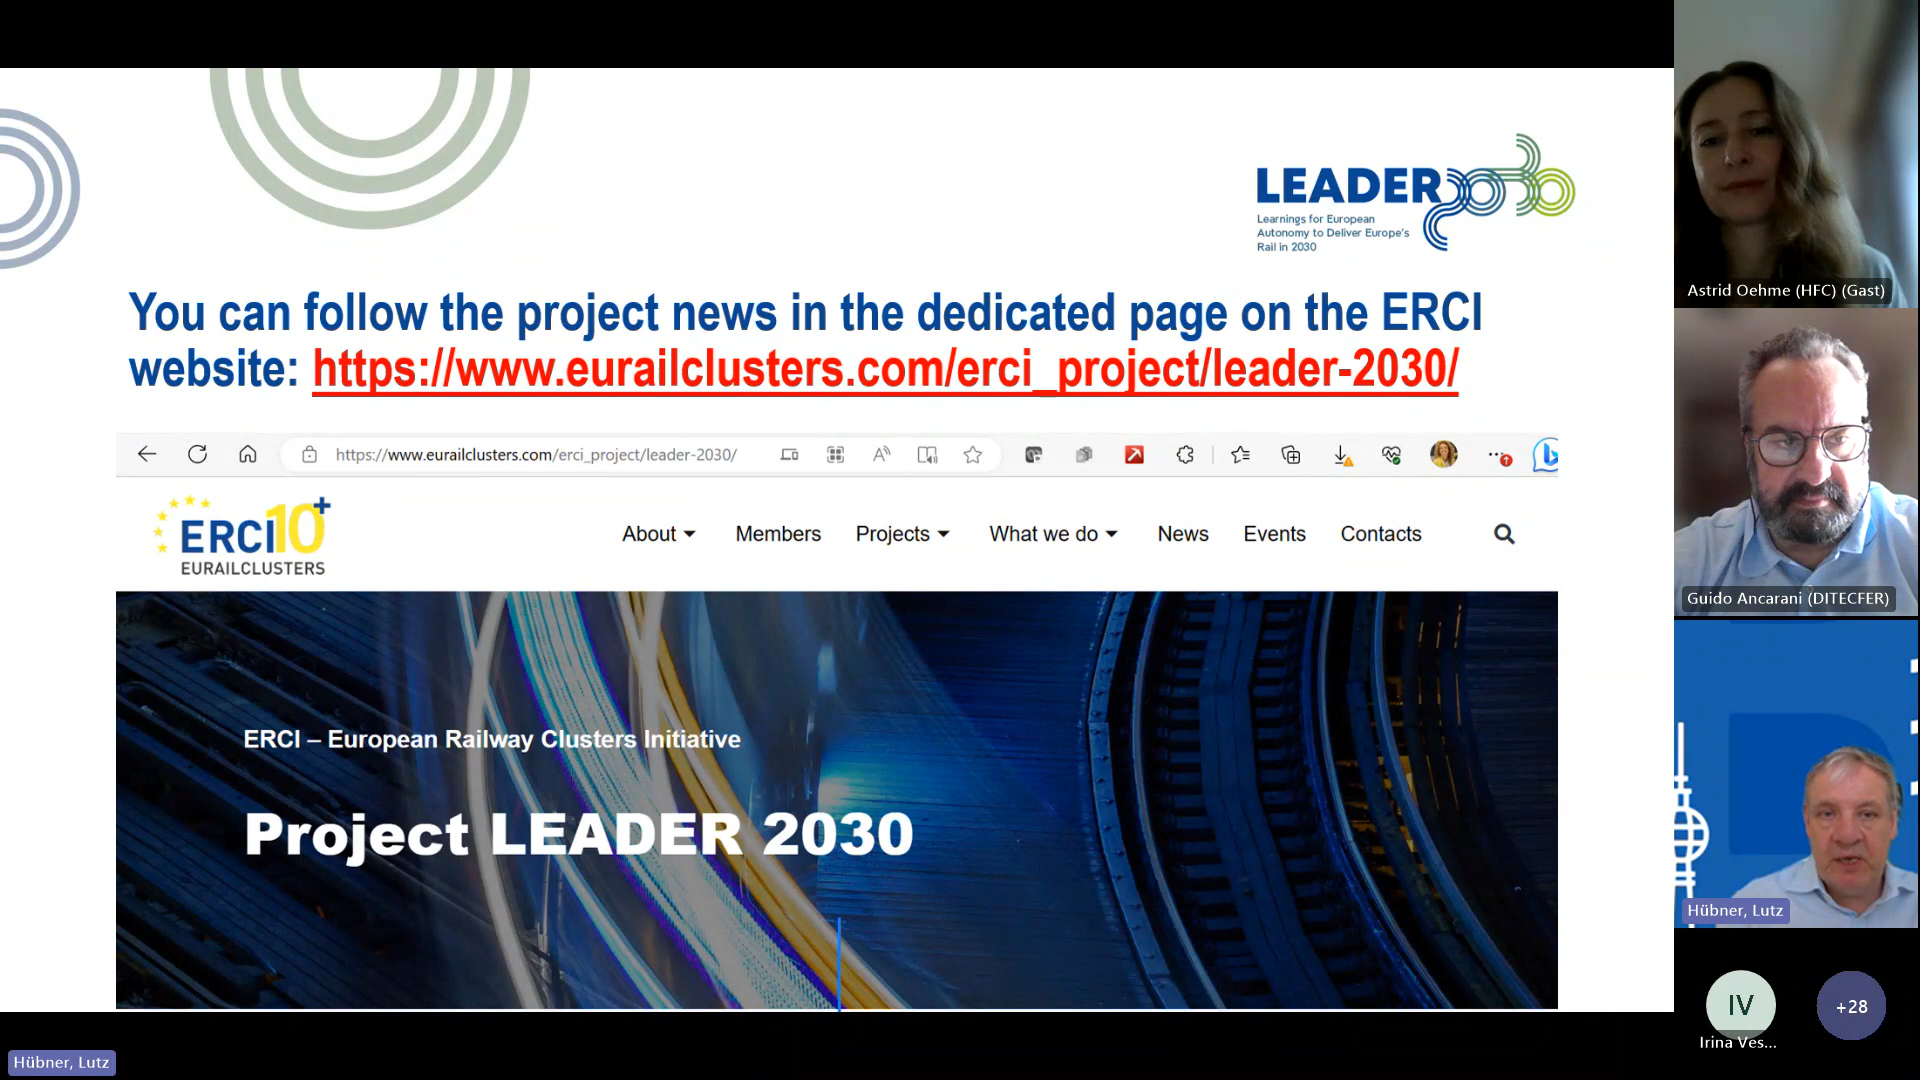 LEADER2030
Learnings for European
Autonomy to Deliver Europe's
Rail in 2030
You can follow the project news in the dedicated page on the ERCI
website: https://www.eurailclusters.com/erci_project/leader-2030/
https://www.eurailclusters.com/erci_project/leader-2030/
ERCI10+
EURAILCLUSTERS
About
Members
Projects
What we do
News
Events
Contacts
ERCI – European Railway Clusters Initiative
Project LEADER 2030
Hübner, Lutz
Astrid Oehme (HFC) (Gast)
Guido Ancarani (DITECFER)
Hübner, Lutz
IV
Irina Ves...
+28